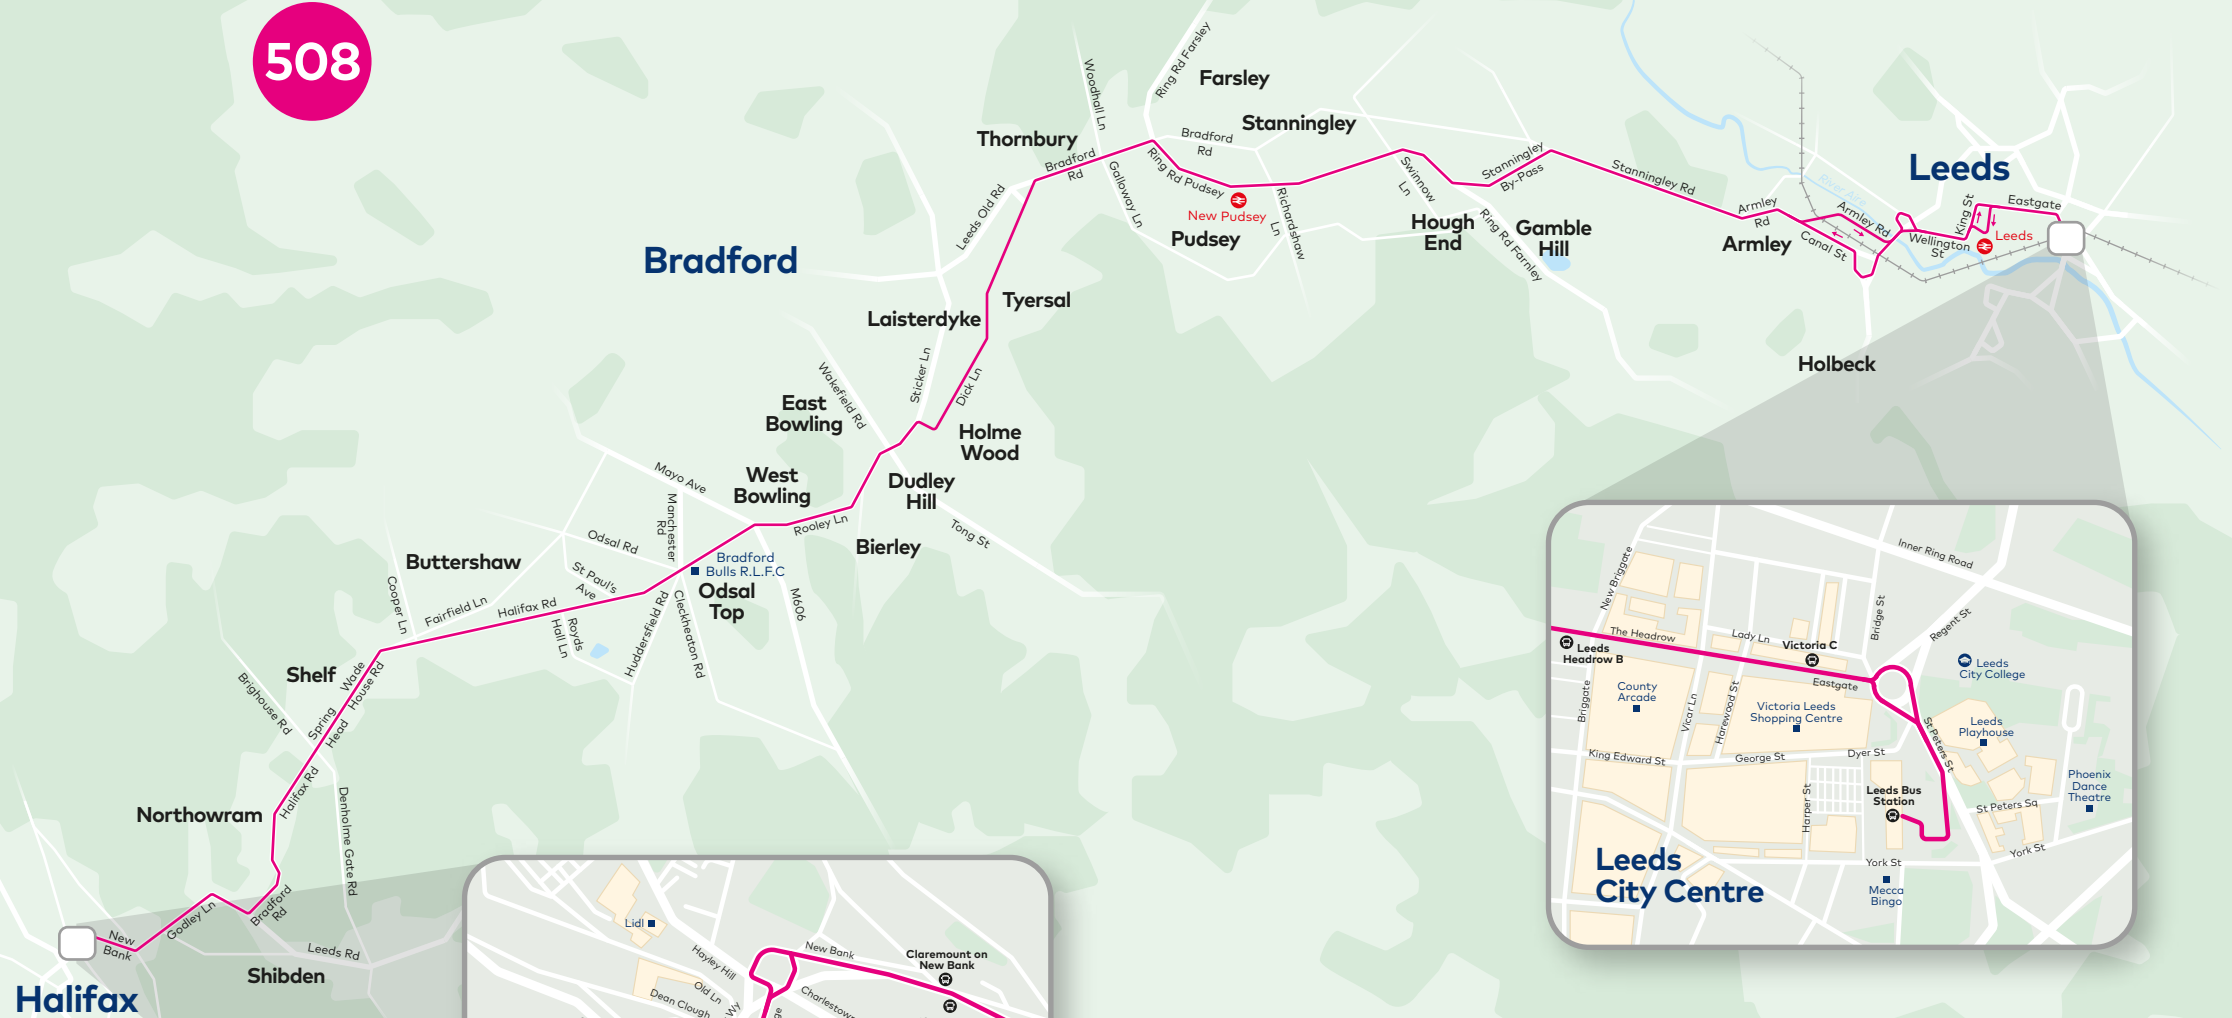 508
Woodhall Ln
Ring Rd Farsley
Farsley
Thornbury
Bradford
Rd
Bradford
Rd
Stanningley
Leeds Old Rd
Galloway Ln
Ring Rd Pudsey
New Pudsey
Pudsey
Richardshaw
Ln
Swinnow
Ln
Stanningley
By-Pass
Hough
End
Ring Rd Farnley
Gamble
Hill
Stanningley Rd
Armley
Rd
Armley
Armley Rd
Canal St
River Aire
Leeds
Wellington
St
King St
Eastgate
Leeds
Holbeck
Bradford
Tyersal
Laisterdyke
Sticker Ln
Dick Ln
Wakefield Rd
East
Bowling
Holme
Wood
West
Bowling
Dudley
Hill
Mayo Ave
Manchester
Rd
Rooley Ln
Bierley
Tong St
Odsal Rd
Bradford
Bulls R.L.F.C
Odsal
Top
M606
Buttershaw
St Paul's
Ave
Cooper Ln
Fairfield Ln
Halifax Rd
Royds
Hall Ln
Huddersfield Rd
Cleckheaton Rd
Shelf
Wade
House Rd
Spring
Head
Brighouse Rd
Halifax Rd
Northowram
Denholme Gate Rd
Bradford
Rd
Godley Ln
New
Bank
Leeds Rd
Shibden
Halifax
Lidl
Hayley Hill
Old Ln
Dean Clough
New Bank
Claremount on
New Bank
New Briggate
The Headrow
Leeds
Headrow B
Lady Ln
Victoria C
Eastgate
Bridge St
Regent St
Inner Ring Road
Leeds
City College
County
Arcade
Briggate
Vicar Ln
Harewood St
Victoria Leeds
Shopping Centre
King Edward St
George St
Dyer St
St Peters St
Leeds
Playhouse
Leeds Bus
Station
Harper St
St Peters Sq
Phoenix
Dance
Theatre
York St
York St
Mecca
Bingo
Leeds
City Centre